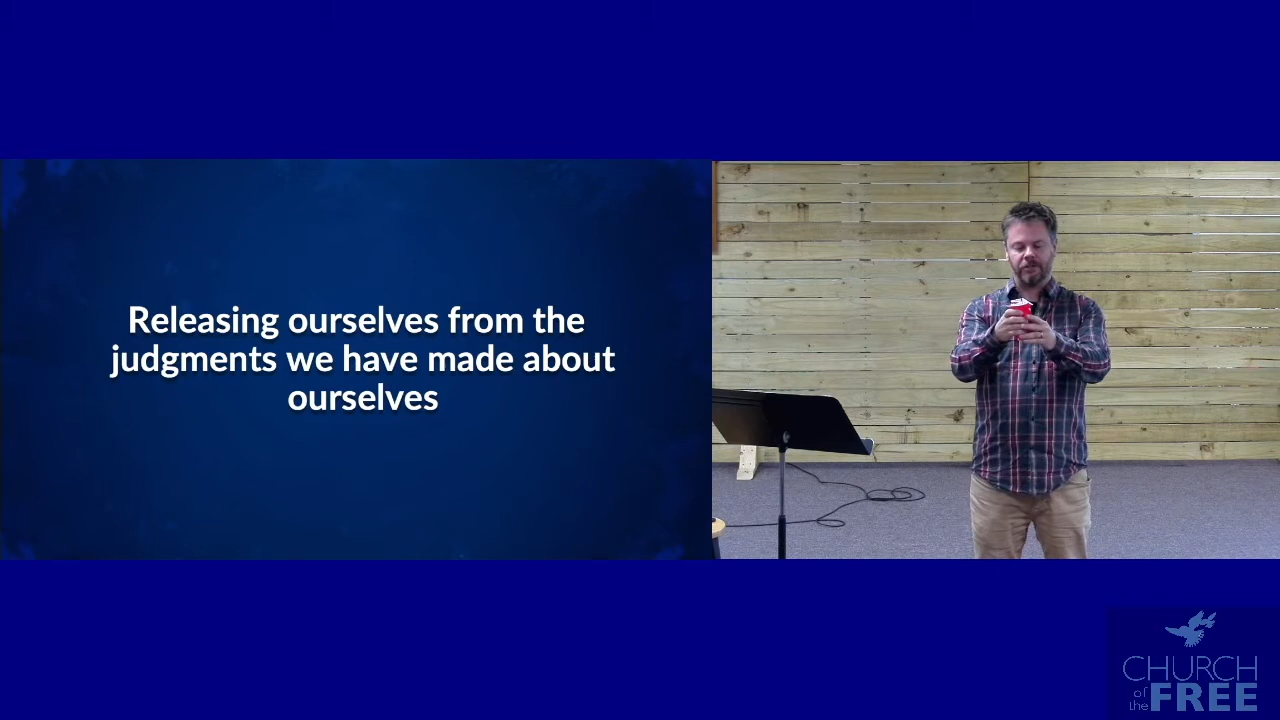 Releasing ourselves from the
judgments we have made about
ourselves
CHURCH
of
the FREE